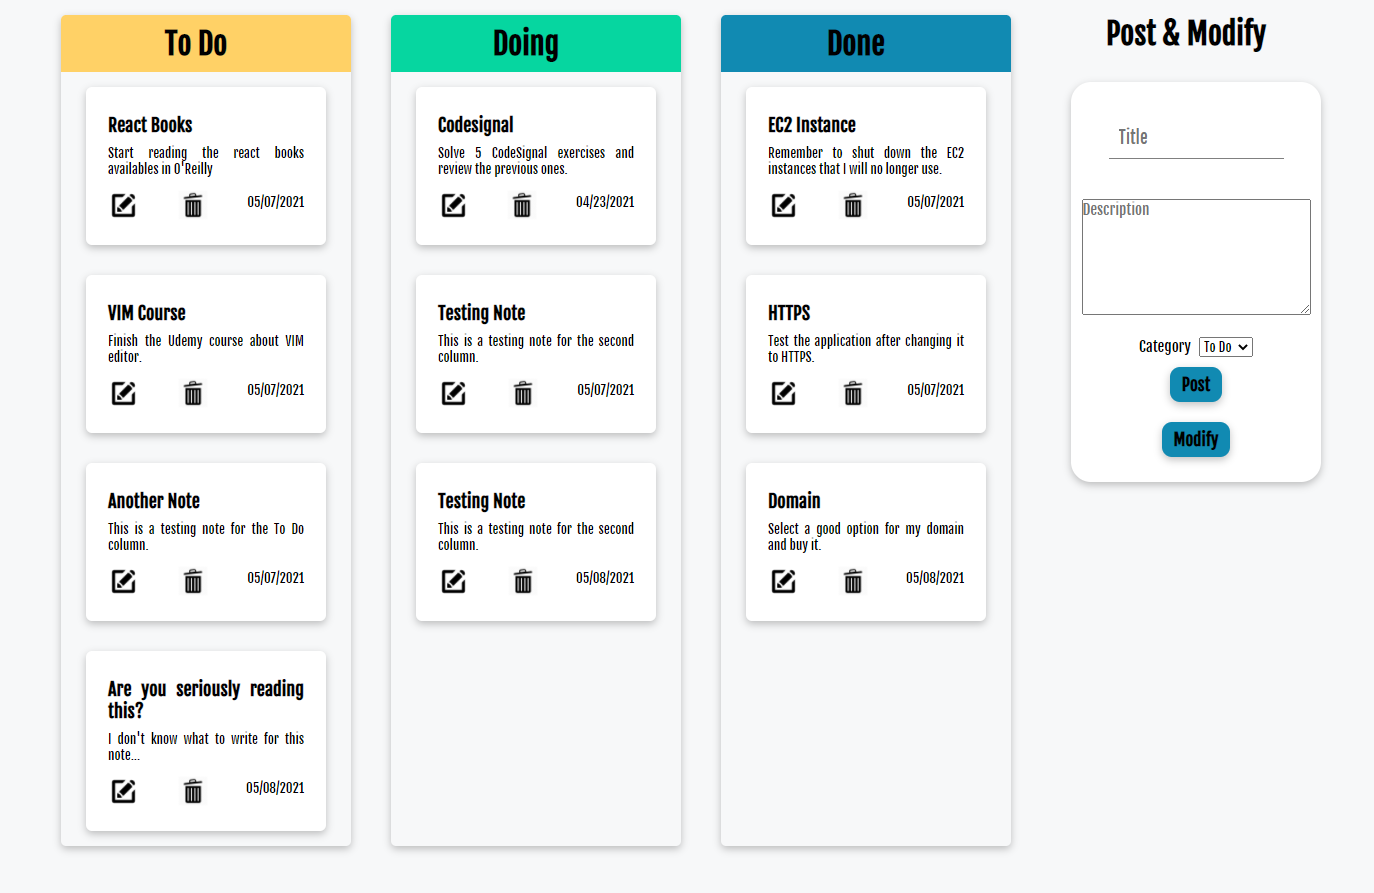 To Do
React Books
Start reading the react books
availables in O'Reilly
05/07/2021
VIM Course
Finish the Udemy course about VIM
editor.
05/07/2021
Another Note
This is a testing note for the To Do
column.
05/07/2021
Are you seriously reading
this?
I don't know what to write for this
note...
05/08/2021
Doing
Codesignal
Solve 5 CodeSignal exercises and
review the previous ones.
04/23/2021
Testing Note
This is a testing note for the second
column.
05/07/2021
Testing Note
This is a testing note for the second
column.
05/08/2021
Done
EC2 Instance
Remember to shut down the EC2
instances that I will no longer use.
05/07/2021
HTTPS
Test the application after changing it
to HTTPS.
05/07/2021
Domain
Select a good option for my domain
and buy it.
05/08/2021
Post & Modify
Title
Description
Category To Do
Post
Modify